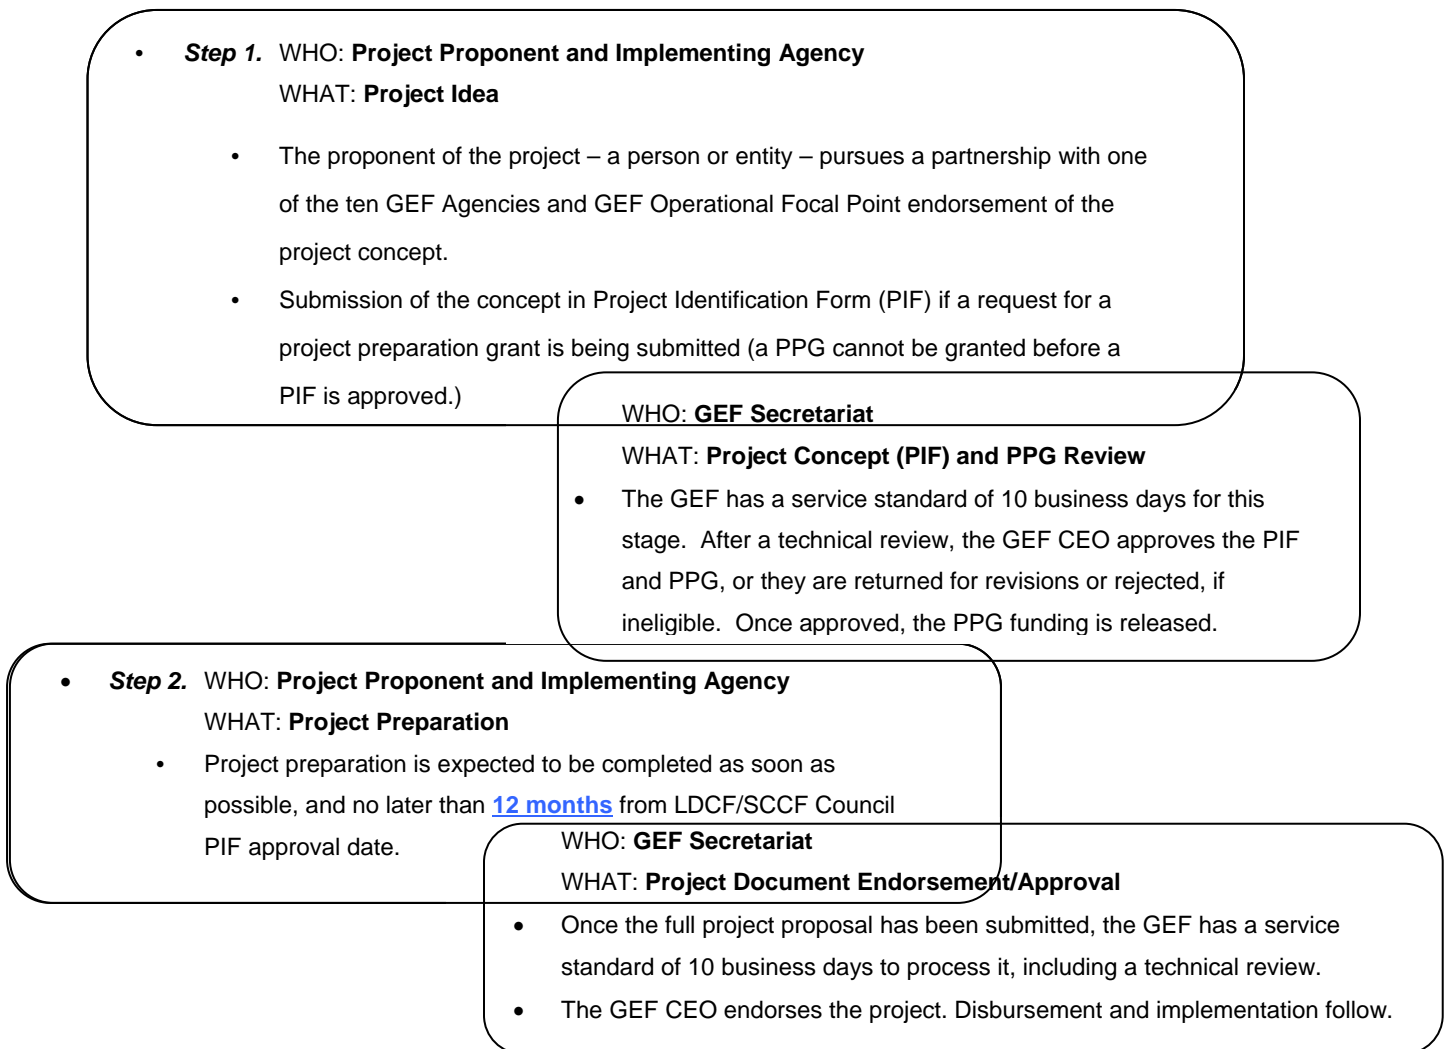 • Step 1. WHO: Project Proponent and Implementing Agency
WHAT: Project Idea
• The proponent of the project – a person or entity – pursues a partnership with one
of the ten GEF Agencies and GEF Operational Focal Point endorsement of the
project concept.
• Submission of the concept in Project Identification Form (PIF) if a request for a
project preparation grant is being submitted (a PPG cannot be granted before a
PIF is approved.)
WHO: GEF Secretariat
WHAT: Project Concept (PIF) and PPG Review
• The GEF has a service standard of 10 business days for this
stage. After a technical review, the GEF CEO approves the PIF
and PPG, or they are returned for revisions or rejected, if
ineligible. Once approved, the PPG funding is released.
• Step 2. WHO: Project Proponent and Implementing Agency
WHAT: Project Preparation
• Project preparation is expected to be completed as soon as
possible, and no later than 12 months from LDCF/SCCF Council
PIF approval date.
WHO: GEF Secretariat
WHAT: Project Document Endorsement/Approval
• Once the full project proposal has been submitted, the GEF has a service
standard of 10 business days to process it, including a technical review.
• The GEF CEO endorses the project. Disbursement and implementation follow.